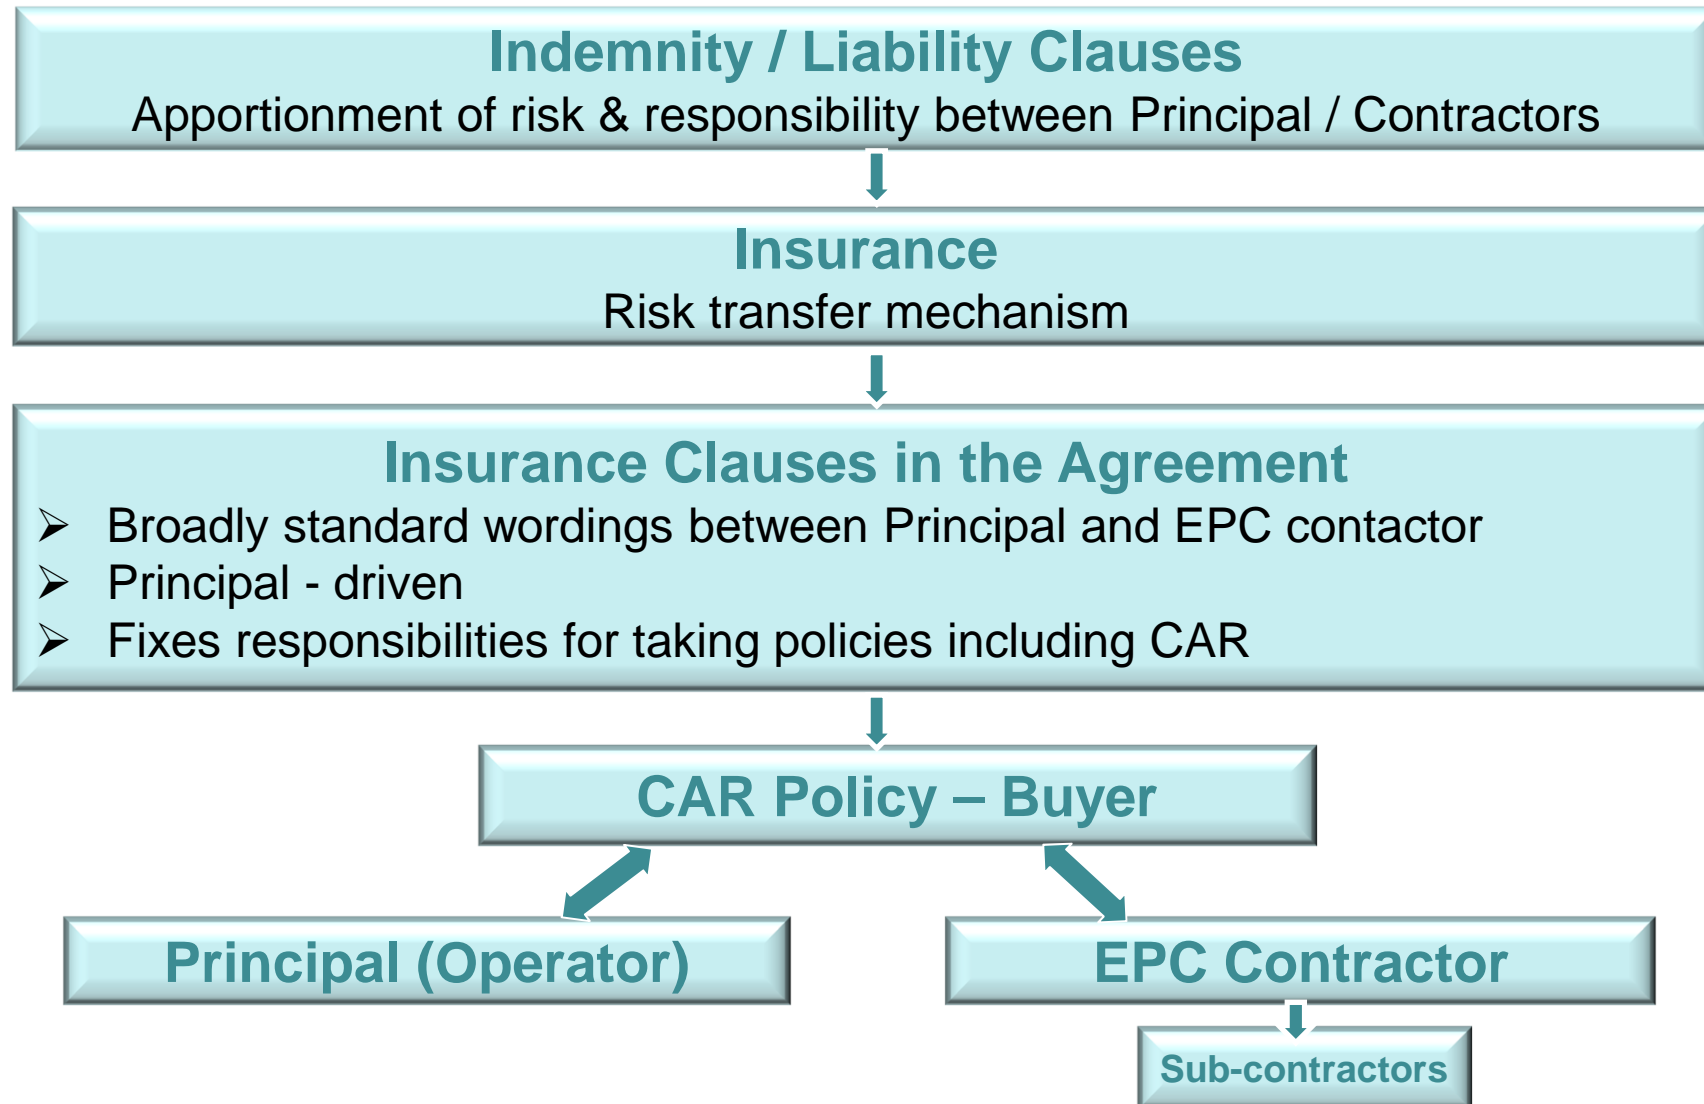 Indemnity / Liability Clauses
Apportionment of risk & responsibility between Principal / Contractors
Insurance
Risk transfer mechanism
Insurance Clauses in the Agreement
➢ Broadly standard wordings between Principal and EPC contactor
➢ Principal - driven
➢ Fixes responsibilities for taking policies including CAR
CAR Policy – Buyer
Principal (Operator)
EPC Contractor
Sub-contractors